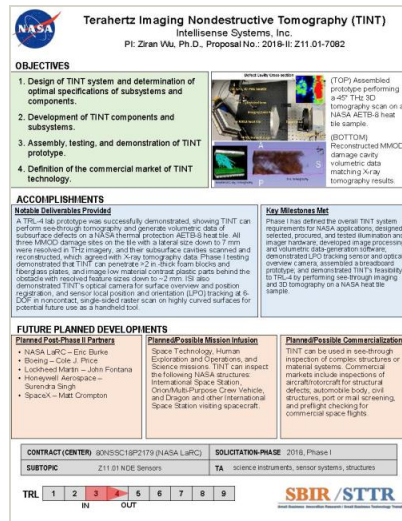 NASA
Terahertz Imaging Nondestructive Tomography (TINT)
Intellisense Systems, Inc.
PI: Ziran Wu, Ph.D., Proposal No.: 2018-II: Z11.01-7082
OBJECTIVES
1. Design of TINT system and determination of
optimal specifications of subsystems and
components.
2. Development of TINT components and
subsystems.
3. Assembly, testing, and demonstration of TINT
prototype.
4. Definition of the commercial market of TINT
technology.
(TOP) Assembled
prototype performing
a 45° THz 3D
tomography scan on a
NASA AETB-8 heat
tile sample.
(BOTTOM)
Reconstructed MMOD
damage cavity
volumetric data
matching X-ray
tomography results.
ACCOMPLISHMENTS
Notable Deliverables Provided
A TRL-4 lab prototype was successfully demonstrated, showing TINT can
perform see-through tomography and generate volumetric data of
subsurface defects on a NASA thermal protection AETB-8 heat tile. All
three MMOD damage sites on the tile with a lateral size down to 7 mm
were resolved in THz imagery, and their subsurface cavities scanned and
reconstructed, which agreed with X-ray tomography data. Phase I testing
demonstrated that TINT can penetrate >2 in.-thick foam blocks and
fiberglass plates, and image low material contrast plastic parts behind the
obstacle with resolved feature sizes down to ~2 mm. ISI also
demonstrated TINT's optical camera for surface overview and position
registration, and sensor local position and orientation (LPO) tracking at 6-
DOF in noncontact, single-sided raster scan on highly curved surfaces for
potential future use as a handheld tool.
Key Milestones Met
Phase I has defined the overall TINT system
requirements for NASA applications, designed,
selected, procured, and tested illumination and
imager hardware, developed image processing
and volumetric data-generation software,
demonstrated LPO tracking sensor and optical
overview camera, assembled a breadboard
prototype, and demonstrated TINT's feasibility
to TRL-4 by performing see-through imaging
and 3D tomography on a NASA heat tile
sample.
FUTURE PLANNED DEVELOPMENTS
Planned Post-Phase II Partners
• NASA LaRC – Eric Burke
• Boeing – Cole J. Price
• Lockheed Martin – John Fontana
• Honeywell Aerospace –
Surendra Singh
• SpaceX – Matt Crompton
Planned/Possible Mission Infusion
Space Technology, Human
Exploration and Operations, and
Science missions. TINT can inspect
the following NASA structures:
International Space Station,
Orion/Multi-Purpose Crew Vehicle,
and Dragon and other International
Space Station visiting spacecraft.
Planned/Possible Commercialization
TINT can be used in see-through
inspection of complex structures or
material systems. Commercial
markets include inspections of
aircraft/rotorcraft for structural
defects; automobile body, civil
structures, port or mail screening,
and preflight checking for
commercial space flights.
CONTRACT (CENTER) 80NSSC18P2179 (NASA LaRC)
SOLICITATION-PHASE 2018, Phase I
SUBTOPIC Z11.01 NDE Sensors
TA science instruments, sensor systems, structures
TRL 1 2 3 4 5 6 7 8 9
IN OUT
SBIR / STTR